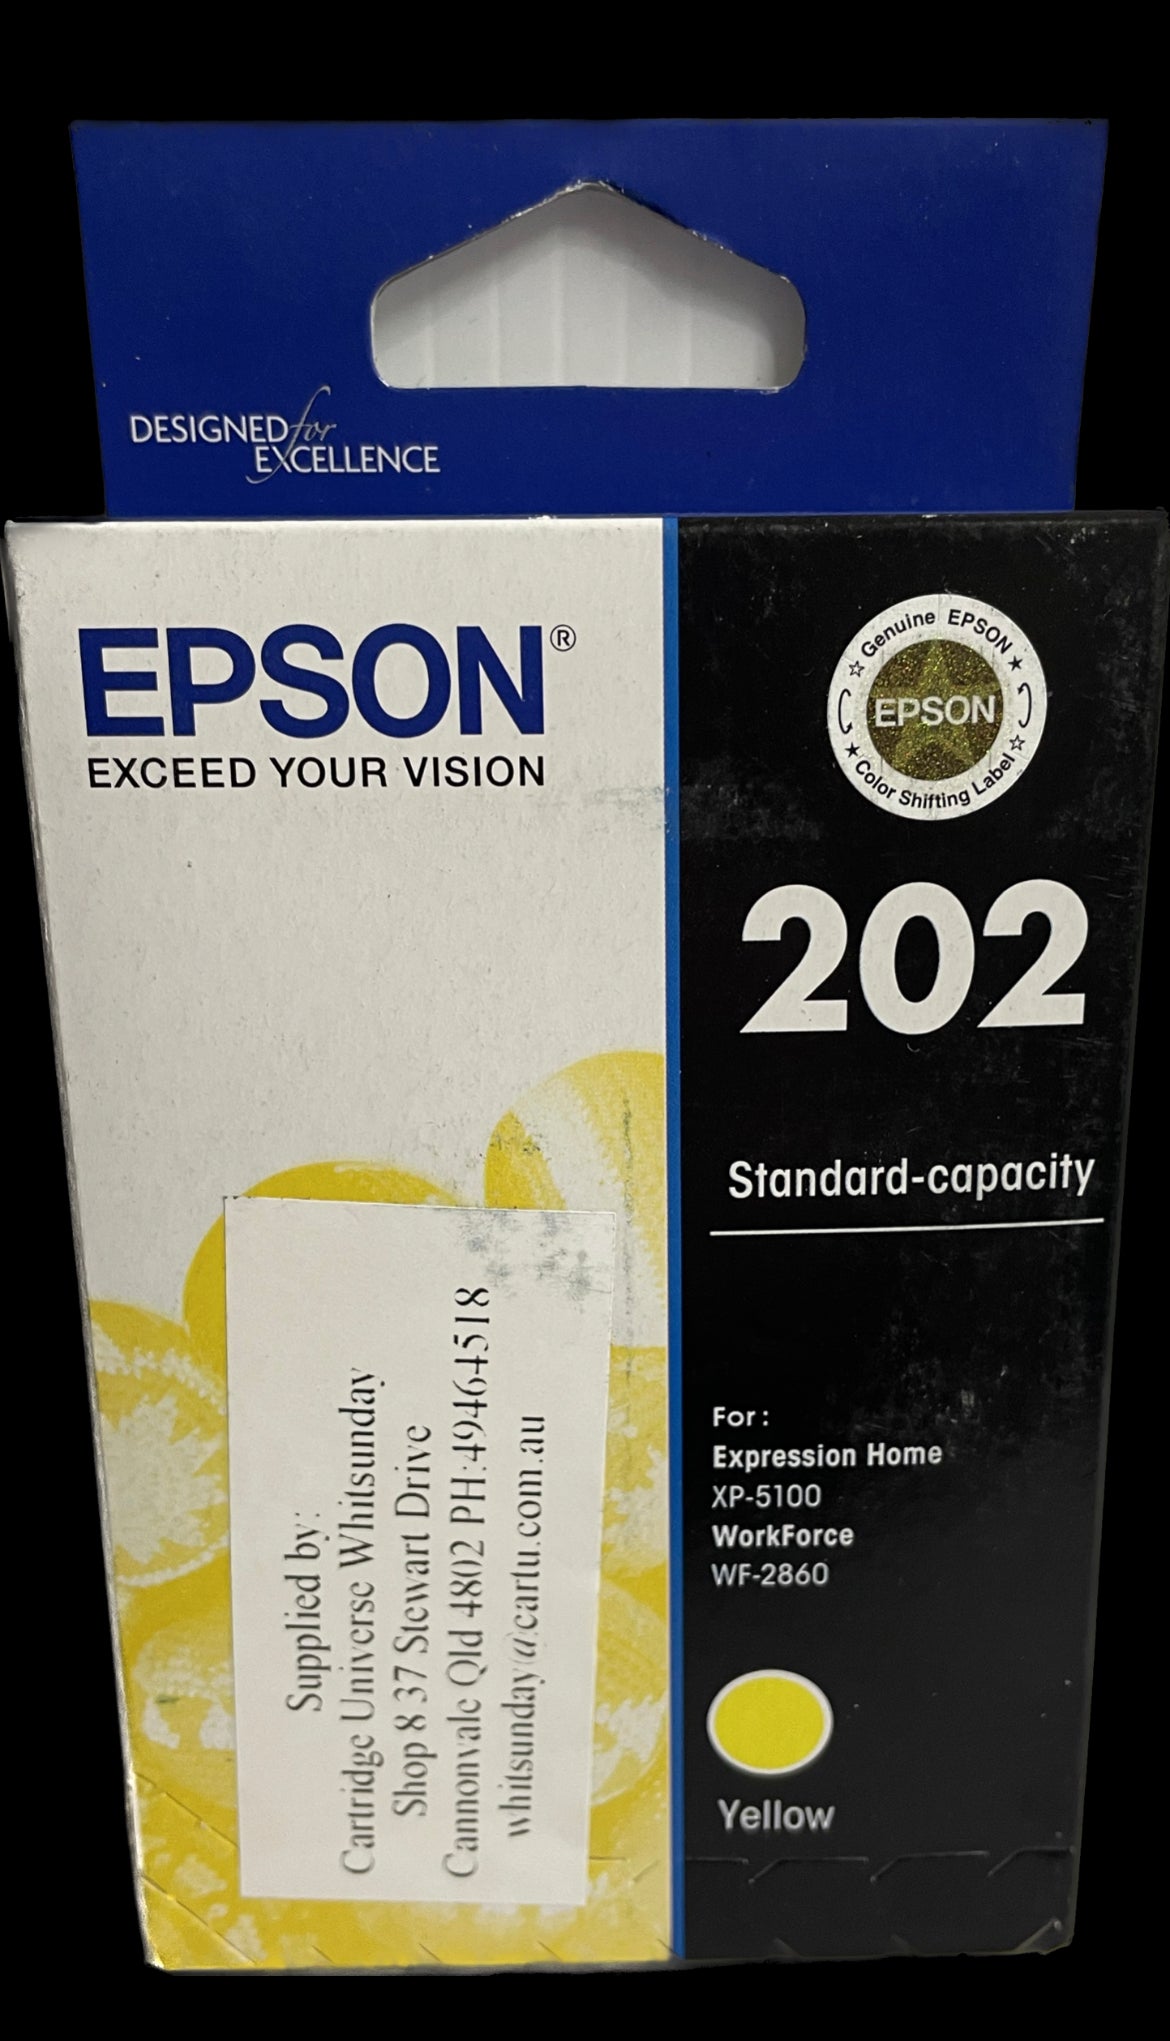 DESIGNED for
EXCELLENCE
EPSON®
EXCEED YOUR VISION
Genuine EPSON
EPSON
Color Shifting Label
202
Standard-capacity
For :
Expression Home
XP-5100
WorkForce
WF-2860
Yellow
Supplied by:
Cartridge Universe Whitsunday
Shop 8 37 Stewart Drive
Cannonvale Qld 4802 PH:49464518
whitsunday@cartu.com.au